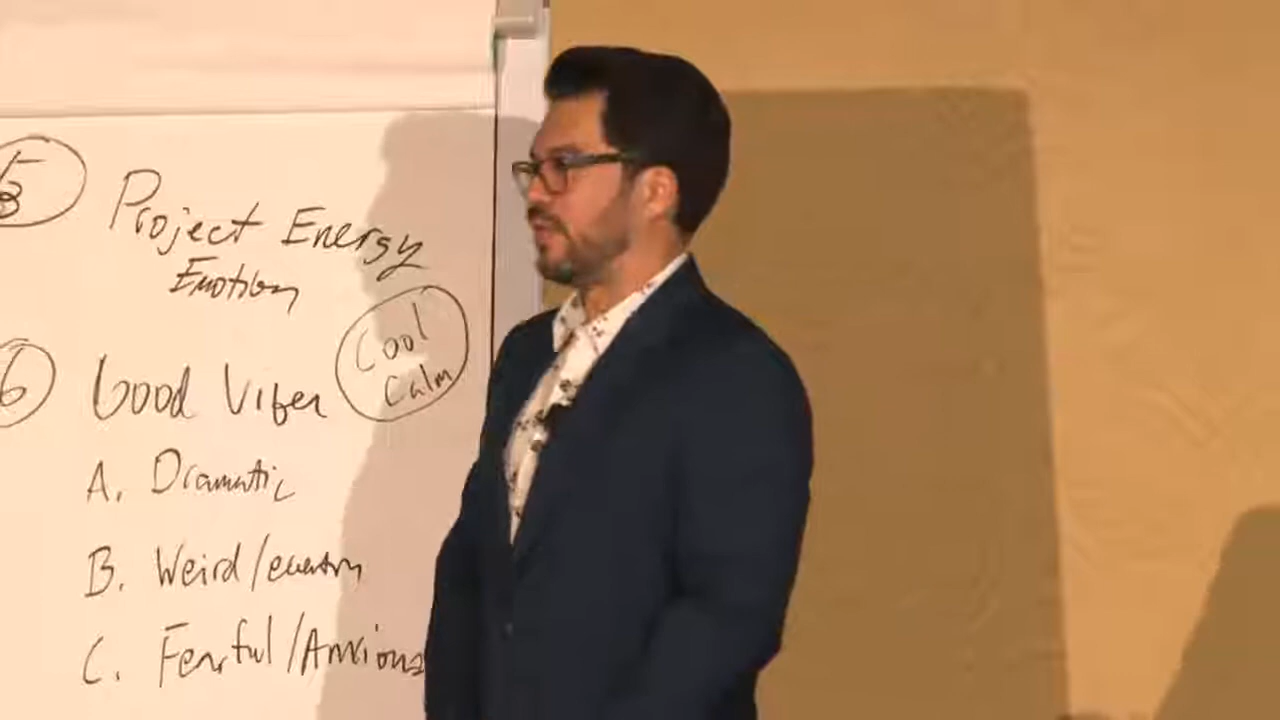 5 Project Energy
Emotion
6 Good Vibes Cool
Calm
A. Dramatic
B. Weird/
C. Fearful/Anxious